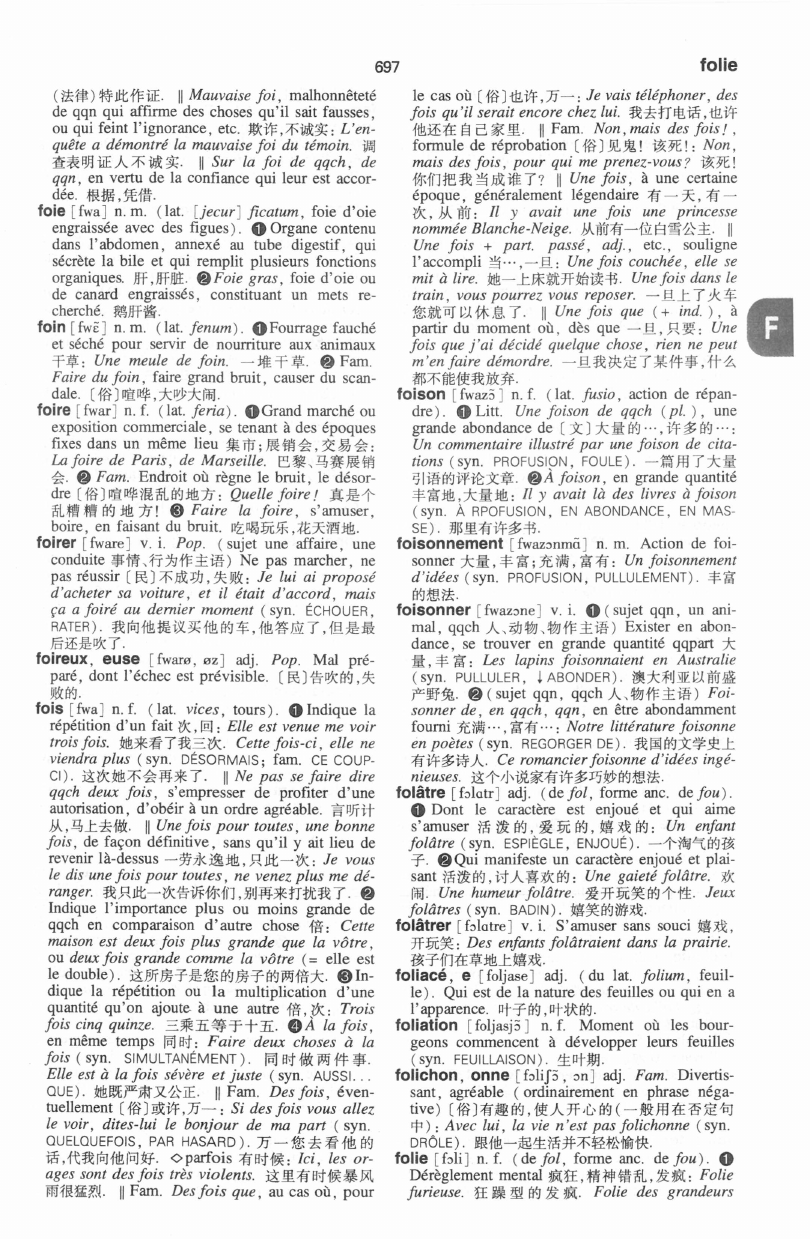 697
folie
(法律)特此作证. ‖ Mauvaise foi, malhonnêteté
de qqn qui affirme des choses qu'il sait fausses,
ou qui feint l'ignorance, etc. 欺诈,不诚实: L'en-
quête a démontré la mauvaise foi du témoin. 调
查表明证人不诚实. ‖ Sur la foi de qqch, de
qqn, en vertu de la confiance qui leur est accor-
dée. 根据,凭借.
foie [fwa] n. m. (lat. [jecur] ficatum, foie d'oie
engraissée avec des figues). ❶Organe contenu
dans l'abdomen, annexé au tube digestif, qui
sécrète la bile et qui remplit plusieurs fonctions
organiques. 肝,肝脏. ❷Foie gras, foie d'oie ou
de canard engraissés, constituant un mets re-
cherché. 鹅肝酱.
foin [fwɛ̃] n. m. (lat. fenum). ❶Fourrage fauché
et séché pour servir de nourriture aux animaux
干草: Une meule de foin. 一堆干草. ❷ Fam.
Faire du foin, faire grand bruit, causer du scan-
dale. [俗]喧哗,大吵大闹.
foire [fwar] n. f. (lat. feria). ❶Grand marché ou
exposition commerciale, se tenant à des époques
fixes dans un même lieu 集市;展销会,交易会:
La foire de Paris, de Marseille. 巴黎、马赛展销
会. ❷ Fam. Endroit où règne le bruit, le désor-
dre [俗]喧哗混乱的地方: Quelle foire! 真是个
乱糟糟的地方! ❸ Faire la foire, s'amuser,
boire, en faisant du bruit. 吃喝玩乐,花天酒地.
foirer [fware] v. i. Pop. (sujet une affaire, une
conduite 事情、行为作主语) Ne pas marcher, ne
pas réussir [民]不成功,失败: Je lui ai proposé
d'acheter sa voiture, et il était d'accord, mais
ça a foiré au dernier moment (syn. ÉCHOUER,
RATER). 我向他提议买他的车,他答应了,但是最
后还是吹了.
foireux, euse [fwarø, øz] adj. Pop. Mal pré-
paré, dont l'échec est prévisible. [民]告吹的,失
败的.
fois [fwa] n. f. (lat. vices, tours). ❶Indique la
répétition d'un fait 次,回: Elle est venue me voir
trois fois. 她来看了我三次. Cette fois-ci, elle ne
viendra plus (syn. DÉSORMAIS; fam. CE COUP-
CI). 这次她不会再来了. ‖ Ne pas se faire dire
qqch deux fois, s'empresser de profiter d'une
autorisation, d'obéir à un ordre agréable. 言听计
从,马上去做. ‖ Une fois pour toutes, une bonne
fois, de façon définitive, sans qu'il y ait lieu de
revenir là-dessus 一劳永逸地,只此一次: Je vous
le dis une fois pour toutes, ne venez plus me dé-
ranger. 我只此一次告诉你们,别再来打扰我了. ❷
Indique l'importance plus ou moins grande de
qqch en comparaison d'autre chose 倍: Cette
maison est deux fois plus grande que la vôtre,
ou deux fois grande comme la vôtre (= elle est
le double). 这所房子是您的房子的两倍大. ❸In-
dique la répétition ou la multiplication d'une
quantité qu'on ajoute à une autre 倍,次: Trois
fois cinq quinze. 三乘五等于十五. ❹À la fois,
en même temps 同时: Faire deux choses à la
fois (syn. SIMULTANÉMENT). 同时做两件事.
Elle est à la fois sévère et juste (syn. AUSSI...
QUE). 她既严肃又公正. ‖ Fam. Des fois, éven-
tuellement [俗]或许,万一: Si des fois vous allez
le voir, dites-lui le bonjour de ma part (syn.
QUELQUEFOIS, PAR HASARD). 万一您去看他的
话,代我向他问好. ◇parfois 有时候: Ici, les or-
ages sont des fois très violents. 这里有时候暴风
雨很猛烈. ‖ Fam. Des fois que, au cas où, pour
le cas où [俗]也许,万一: Je vais téléphoner, des
fois qu'il serait encore chez lui. 我去打电话,也许
他还在自己家里. ‖ Fam. Non, mais des fois!,
formule de réprobation [俗]见鬼! 该死!: Non,
mais des fois, pour qui me prenez-vous? 该死!
你们把我当成谁了? ‖ Une fois, à une certaine
époque, généralement légendaire 有一天,有一
次,从前: Il y avait une fois une princesse
nommée Blanche-Neige. 从前有一位白雪公主. ‖
Une fois + part. passé, adj., etc., souligne
l'accompli 当…,一旦: Une fois couchée, elle se
mit à lire. 她一上床就开始读书. Une fois dans le
train, vous pourrez vous reposer. 一旦上了火车
您就可以休息了. ‖ Une fois que (+ ind.), à
partir du moment où, dès que 一旦,只要: Une
fois que j'ai décidé quelque chose, rien ne peut
m'en faire démordre. 一旦我决定了某件事,什么
都不能使我放弃.
foison [fwazɔ̃] n. f. (lat. fusio, action de répan-
dre). ❶ Litt. Une foison de qqch (pl.), une
grande abondance de [文]大量的…,许多的…:
Un commentaire illustré par une foison de cita-
tions (syn. PROFUSION, FOULE). 一篇用了大量
引语的评论文章. ❷À foison, en grande quantité
丰富地,大量地: Il y avait là des livres à foison
(syn. À RPOFUSION, EN ABONDANCE, EN MAS-
SE). 那里有许多书.
foisonnement [fwazɔnmɑ̃] n. m. Action de foi-
sonner 大量,丰富;充满,富有: Un foisonnement
d'idées (syn. PROFUSION, PULLULEMENT). 丰富
的想法.
foisonner [fwazɔne] v. i. ❶(sujet qqn, un ani-
mal, qqch 人、动物、物作主语) Exister en abon-
dance, se trouver en grande quantité qqpart 大
量,丰富: Les lapins foisonnaient en Australie
(syn. PULLULER, ↓ABONDER). 澳大利亚以前盛
产野兔. ❷(sujet qqn, qqch 人、物作主语) Foi-
sonner de, en qqch, qqn, en être abondamment
fourni 充满…,富有…: Notre littérature foisonne
en poètes (syn. REGORGER DE). 我国的文学史上
有许多诗人. Ce romancier foisonne d'idées ingé-
nieuses. 这个小说家有许多巧妙的想法.
folâtre [fɔlɑtr] adj. (de fol, forme anc. de fou).
❶ Dont le caractère est enjoué et qui aime
s'amuser 活泼的,爱玩的,嬉戏的: Un enfant
folâtre (syn. ESPIÈGLE, ENJOUÉ). 一个淘气的孩
子. ❷Qui manifeste un caractère enjoué et plai-
sant 活泼的,讨人喜欢的: Une gaieté folâtre. 欢
闹. Une humeur folâtre. 爱开玩笑的个性. Jeux
folâtres (syn. BADIN). 嬉笑的游戏.
folâtrer [fɔlɑtre] v. i. S'amuser sans souci 嬉戏,
开玩笑: Des enfants folâtraient dans la prairie.
孩子们在草地上嬉戏.
foliacé, e [fɔljase] adj. (du lat. folium, feuil-
le). Qui est de la nature des feuilles ou qui en a
l'apparence. 叶子的,叶状的.
foliation [fɔljasjɔ̃] n. f. Moment où les bour-
geons commencent à développer leurs feuilles
(syn. FEUILLAISON). 生叶期.
folichon, onne [fɔliʃɔ̃, ɔn] adj. Fam. Divertis-
sant, agréable (ordinairement en phrase néga-
tive) [俗]有趣的,使人开心的(一般用在否定句
中): Avec lui, la vie n'est pas folichonne (syn.
DRÔLE). 跟他一起生活并不轻松愉快.
folie [fɔli] n. f. (de fol, forme anc. de fou). ❶
Dérèglement mental 疯狂,精神错乱,发疯: Folie
furieuse. 狂躁型的发疯. Folie des grandeurs
F